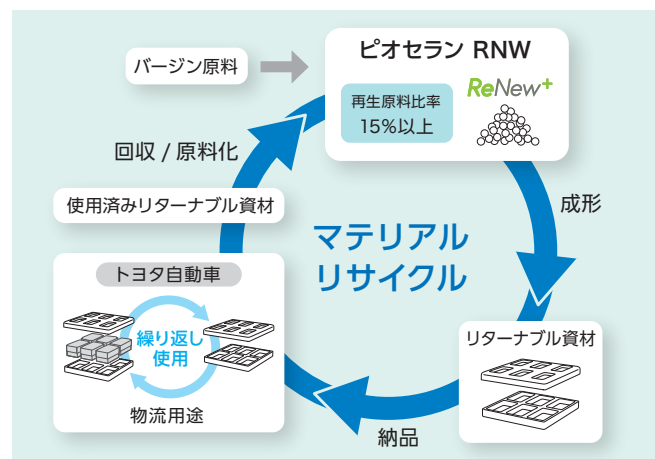 ピオセラン RNW
バージン原料
再生原料比率
15%以上
ReNew+
回収 / 原料化
成形
使用済みリターナブル資材
マテリアル
リサイクル
トヨタ自動車
繰り返し
使用
物流用途
リターナブル資材
納品